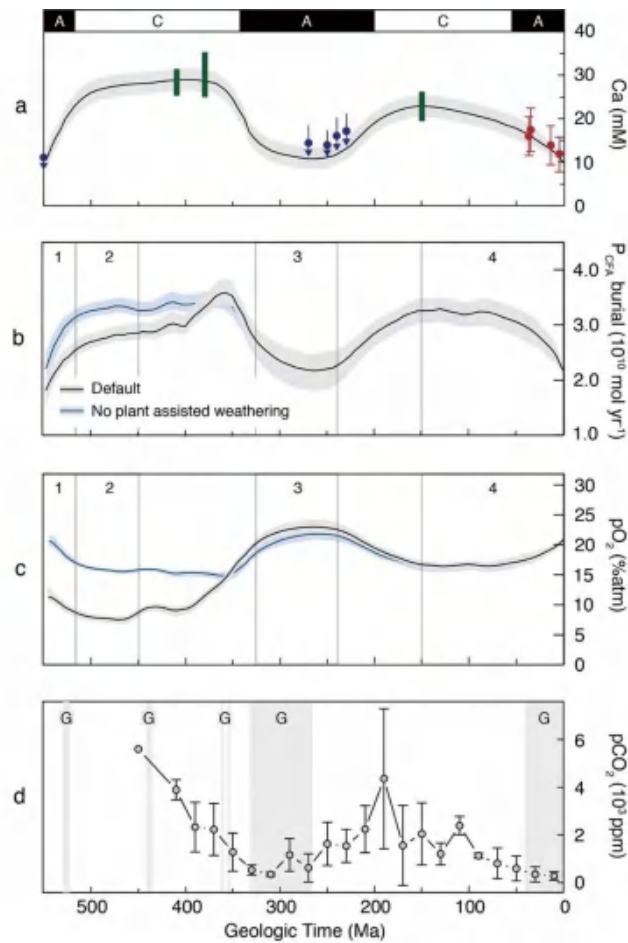 A C A C A
a
40
30
20
10
0
Ca (mM)
b
1 2 3 4
4.0
3.0
2.0
1.0
P CFA burial (10¹⁰ mol yr⁻¹)
Default
No plant assisted weathering
c
1 2 3 4
30
25
20
15
10
5
0
pO₂ (%atm)
d
G G G G G
6
4
2
0
pCO₂ (10³ ppm)
500 400 300 200 100 0
Geologic Time (Ma)